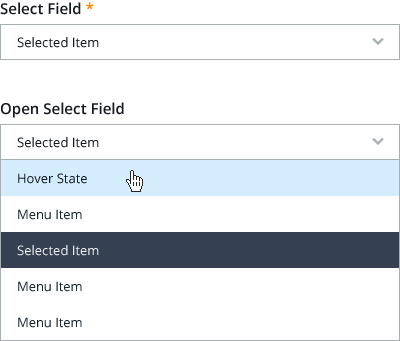 Select Field *
Selected Item
Open Select Field
Selected Item
Hover State
Menu Item
Selected Item
Menu Item
Menu Item